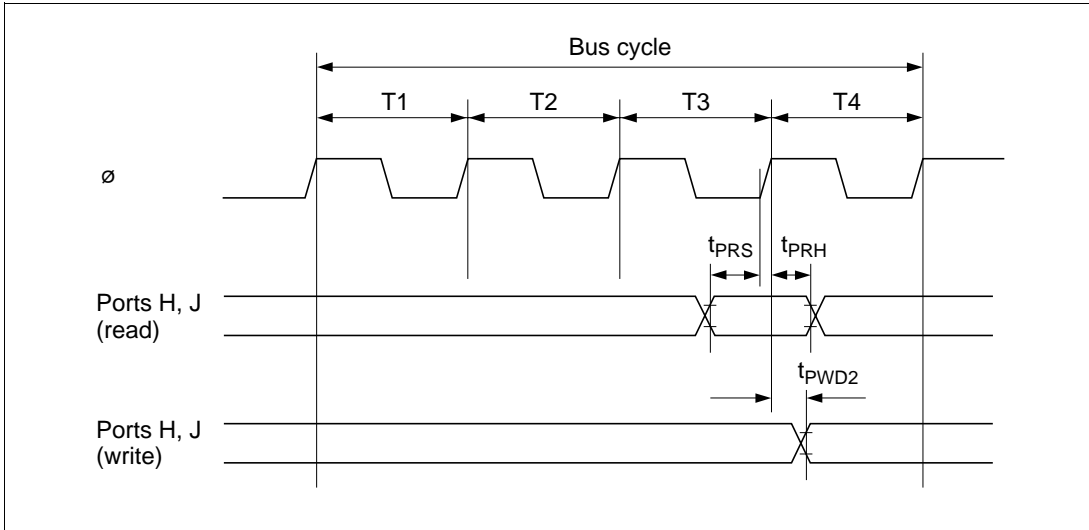 Bus cycle
T1 T2 T3 T4
ø
tPRS tPRH
Ports H, J
(read)
tPWD2
Ports H, J
(write)